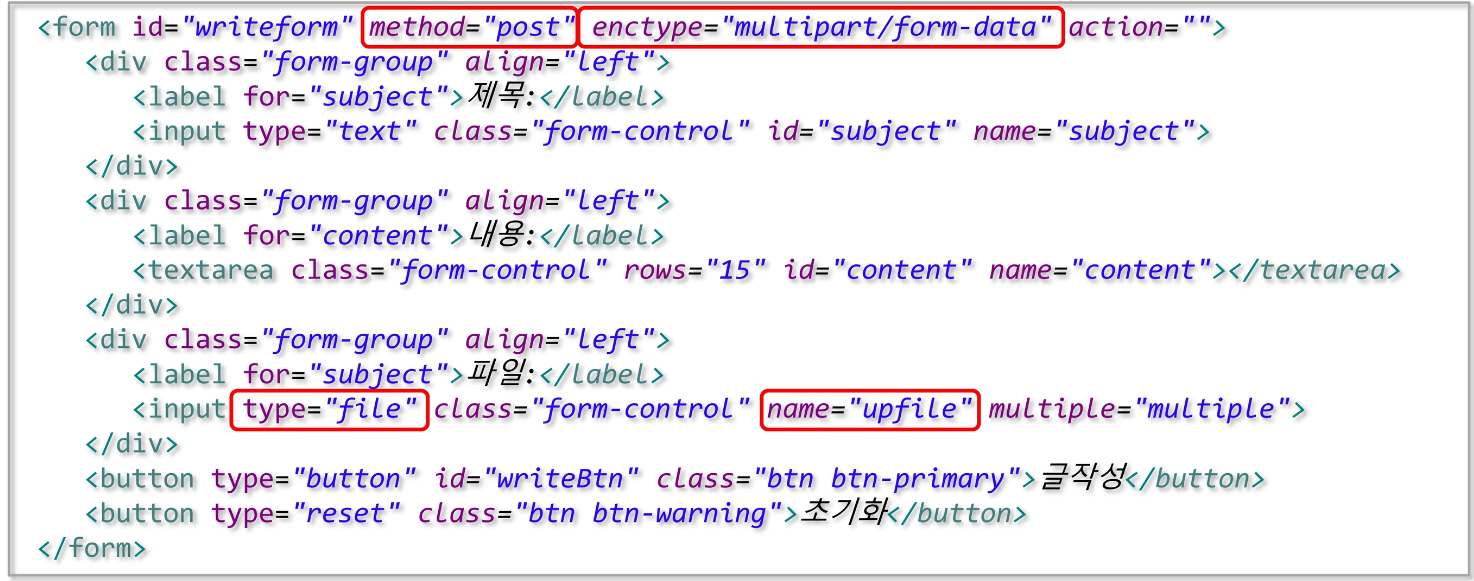 <form id="writeform" method="post" enctype="multipart/form-data" action="">
<div class="form-group" align="left">
<label for="subject">제목:</label>
<input type="text" class="form-control" id="subject" name="subject">
</div>
<div class="form-group" align="left">
<label for="content">내용:</label>
<textarea class="form-control" rows="15" id="content" name="content"></textarea>
</div>
<div class="form-group" align="left">
<label for="subject">파일:</label>
<input type="file" class="form-control" name="upfile" multiple="multiple">
</div>
<button type="button" id="writeBtn" class="btn btn-primary">글작성</button>
<button type="reset" class="btn btn-warning">초기화</button>
</form>